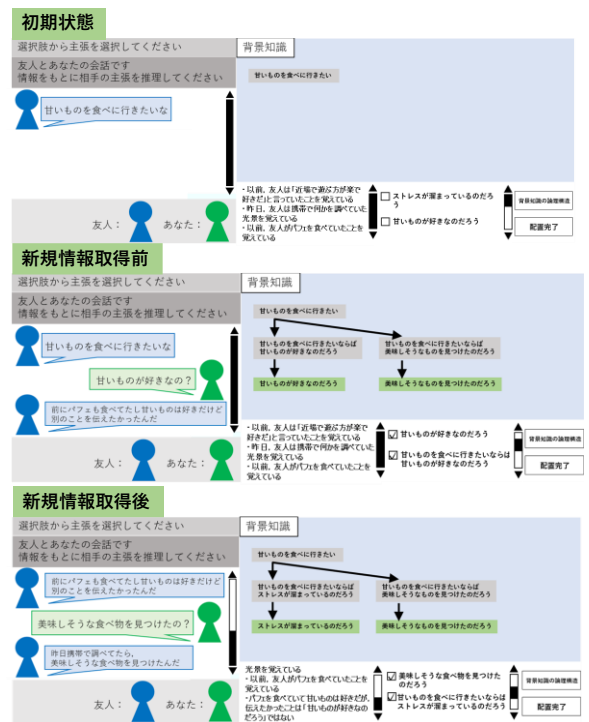 初期状態
選択肢から主張を選択してください
背景知識
友人とあなたの会話です
情報をもとに相手の主張を推理してください
甘いものを食べに行きたい
甘いものを食べに行きたいな
・以前、友人は「近場で遊ぶ方が楽で
好きだ」と言っていたことを覚えている
・昨日、友人は携帯で何かを調べていた
光景を覚えている
・以前、友人がパフェを食べていたことを
覚えている
ストレスが溜まっているのだろ
う
甘いものが好きなのだろう
背景知識の論理構造
配置完了
友人：
あなた：
新規情報取得前
選択肢から主張を選択してください
背景知識
友人とあなたの会話です
情報をもとに相手の主張を推理してください
甘いものを食べに行きたい
甘いものを食べに行きたいな
甘いものを食べに行きたいならば
甘いものが好きなのだろう
甘いものを食べに行きたいならば
美味しそうなものを見つけたのだろう
甘いものが好きなの？
甘いものが好きなのだろう
美味しそうなものを見つけたのだろう
前にパフェも食べてたし甘いものは好きだけど
別のことを伝えたかったんだ
・以前、友人は「近場で遊ぶ方が楽で
好きだ」と言っていたことを覚えている
・昨日、友人は携帯で何かを調べていた
光景を覚えている
・以前、友人がパフェを食べていたことを
覚えている
甘いものが好きなのだろう
甘いものを食べに行きたいならば
甘いものが好きなのだろう
背景知識の論理構造
配置完了
友人：
あなた：
新規情報取得後
選択肢から主張を選択してください
背景知識
友人とあなたの会話です
情報をもとに相手の主張を推理してください
甘いものを食べに行きたい
前にパフェも食べてたし甘いものは好きだけど
別のことを伝えたかったんだ
甘いものを食べに行きたいならば
ストレスが溜まっているのだろう
甘いものを食べに行きたいならば
美味しそうなものを見つけたのだろう
美味しそうな食べ物を見つけたの？
ストレスが溜まっているのだろう
美味しそうなものを見つけたのだろう
昨日携帯で調べてたら、
美味しそうな食べ物を見つけたんだ
光景を覚えている
・以前、友人がパフェを食べていたことを
覚えている
・パフェを食べていて甘いものは好きだが、
伝えたかったことは「甘いものが好きなの
だろう」ではない
美味しそうな食べ物を見つけた
のだろう
甘いものを食べに行きたいならば
ストレスが溜まっているのだろう
背景知識の論理構造
配置完了
友人：
あなた：